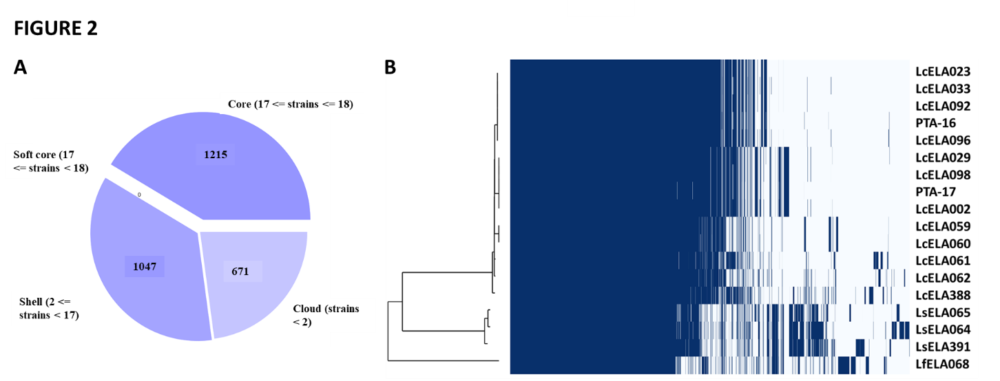 FIGURE 2
A
Core (17 <= strains <= 18)
1215
Soft core (17
<= strains < 18)
0
1047
671
Shell (2 <=
strains < 17)
Cloud (strains
< 2)
B
LcELA023
LcELA033
LcELA092
PTA-16
LcELA096
LcELA029
LcELA098
PTA-17
LcELA002
LcELA059
LcELA060
LcELA061
LcELA062
LcELA388
LsELA065
LsELA064
LsELA391
LfELA068